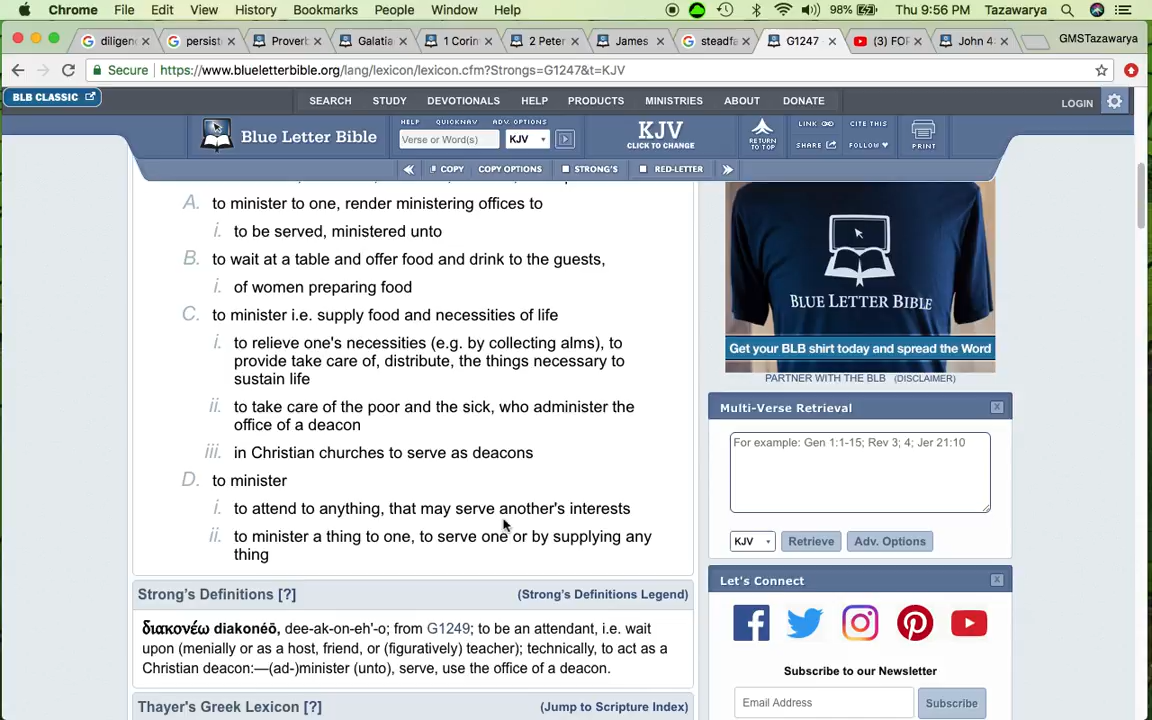 Chrome File Edit View History Bookmarks People Window Help 98% Thu 9:56 PM Tazawarya
diligenc persiste Proverb Galatia 1 Corin 2 Peter James steadfa G1247 (3) FOR John 4: GMSTazawarya
Secure https://www.blueletterbible.org/lang/lexicon/lexicon.cfm?Strongs=G1247&t=KJV
BLB CLASSIC
SEARCH STUDY DEVOTIONALS HELP PRODUCTS MINISTRIES ABOUT DONATE LOGIN
HELP QUICKNAV ADV. OPTIONS
Blue Letter Bible Verse or Word(s) KJV
KJV
CLICK TO CHANGE
RETURN TO TOP
LINK CITE THIS
SHARE FOLLOW
PRINT
COPY COPY OPTIONS STRONG'S RED-LETTER
A. to minister to one, render ministering offices to
i. to be served, ministered unto
B. to wait at a table and offer food and drink to the guests,
i. of women preparing food
C. to minister i.e. supply food and necessities of life
i. to relieve one's necessities (e.g. by collecting alms), to
provide take care of, distribute, the things necessary to
sustain life
ii. to take care of the poor and the sick, who administer the
office of a deacon
iii. in Christian churches to serve as deacons
D. to minister
i. to attend to anything, that may serve another's interests
ii. to minister a thing to one, to serve one or by supplying any
thing
Strong's Definitions [?] (Strong's Definitions Legend)
διακονέω diakonéō, dee-ak-on-eh'-o; from G1249; to be an attendant, i.e. wait
upon (menially or as a host, friend, or (figuratively) teacher); technically, to act as a
Christian deacon:—(ad-)minister (unto), serve, use the office of a deacon.
Thayer's Greek Lexicon [?] (Jump to Scripture Index)
BLUE LETTER BIBLE
Get your BLB shirt today and spread the Word
PARTNER WITH THE BLB (DISCLAIMER)
Multi-Verse Retrieval
For example: Gen 1:1-15; Rev 3; 4; Jer 21:10
KJV Retrieve Adv. Options
Let's Connect
Subscribe to our Newsletter
Email Address Subscribe